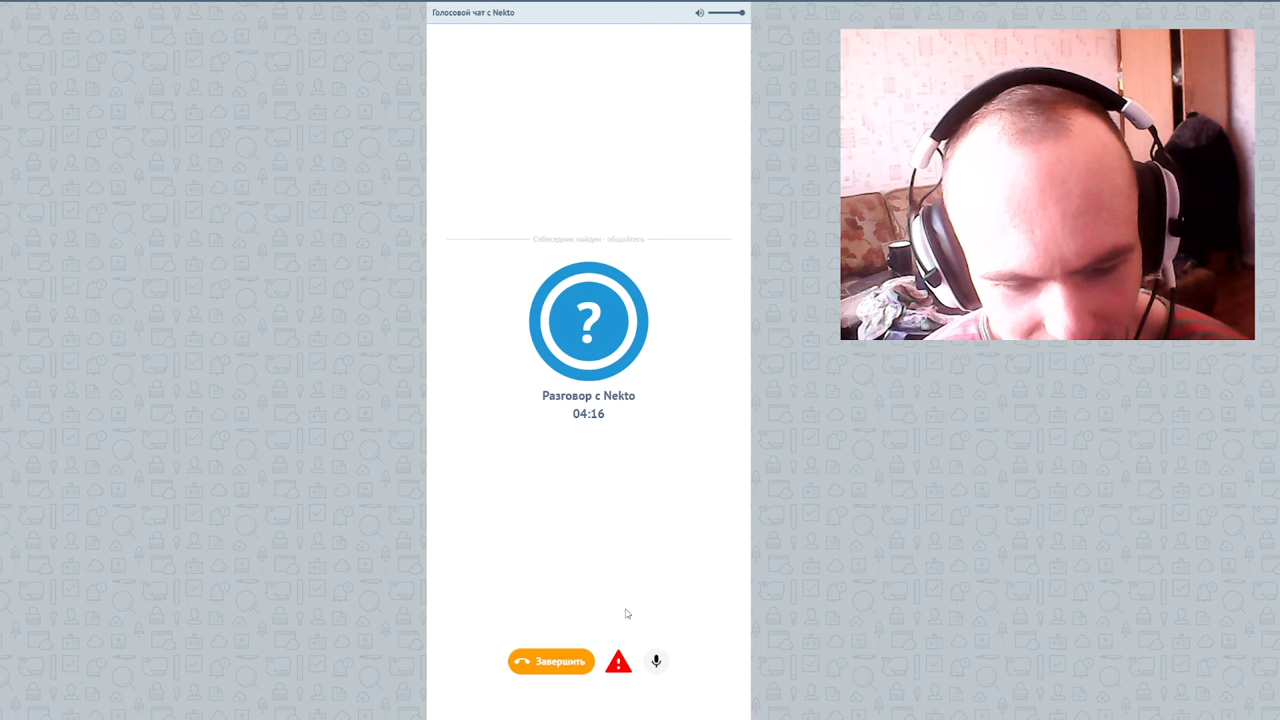 Голосовой чат с Nekto
Собеседник найден - общайтесь
?
Разговор с Nekto
04:16
Завершить